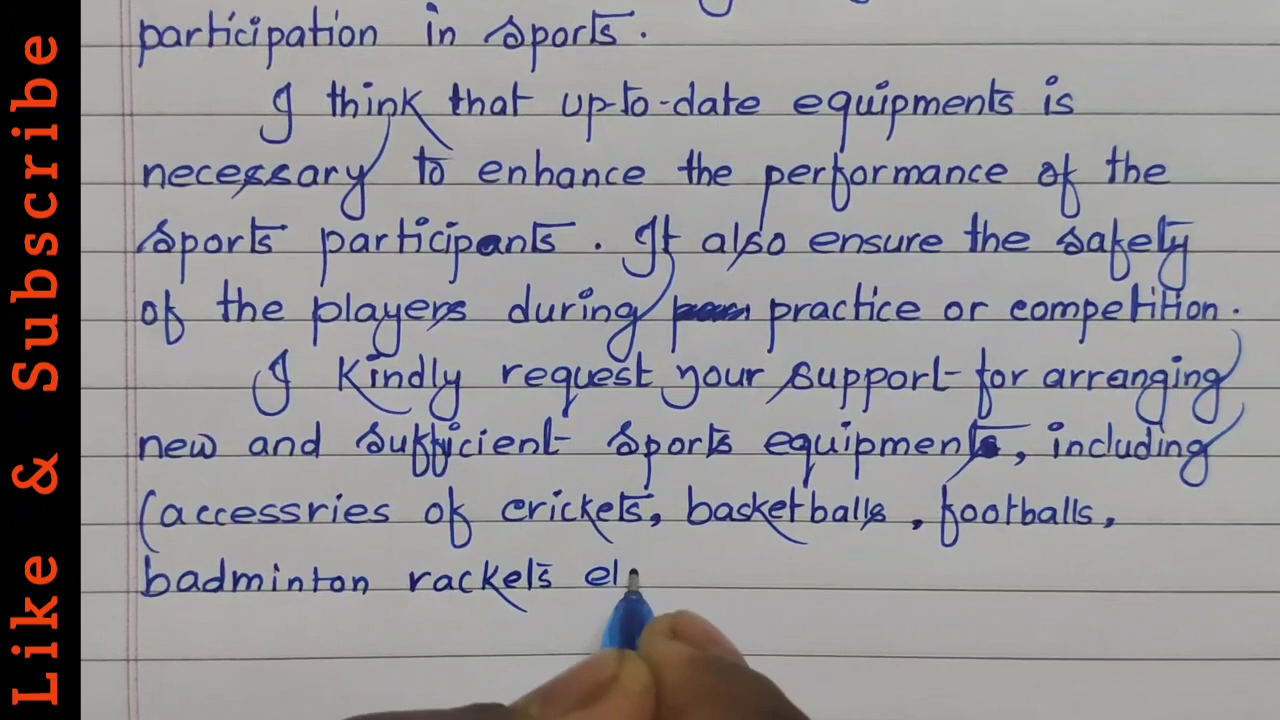 Like & Subscribe
participation in sports.
I think that up-to-date equipments is
necessary to enhance the performance of the
sports participants. It also ensure the safety
of the players during practice or competition.
I kindly request your support for arranging
new and sufficient sports equipments, including
(accessries of crickets, basketballs, footballs,
badminton rackets et